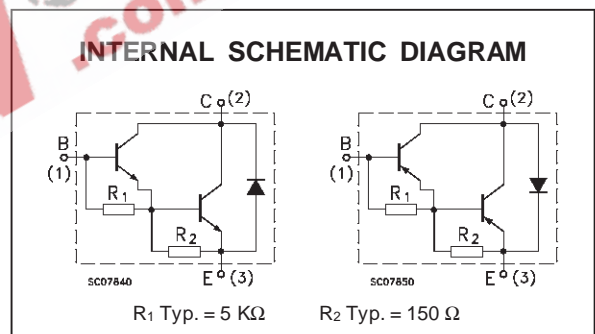 .com
INTERNAL SCHEMATIC DIAGRAM
C (2)
B
(1)
R1
R2
SC07840
E (3)
C (2)
B
(1)
R1
R2
SC07850
E (3)
R1 Typ. = 5 KΩ R2 Typ. = 150 Ω